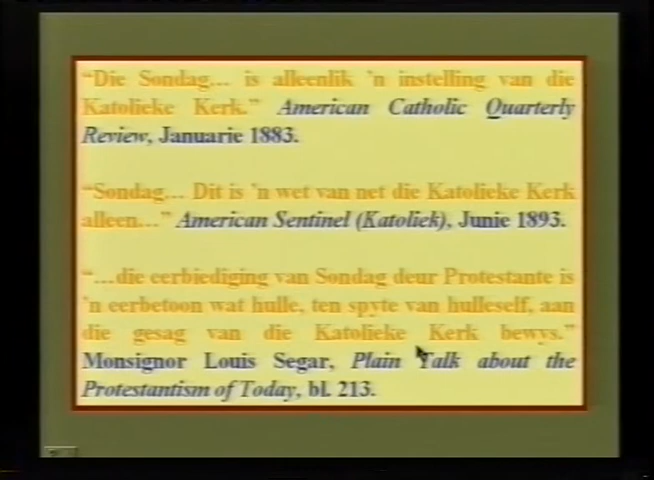 “Die Sondag... is alleenlik 'n instelling van die
Katolieke Kerk.” American Catholic Quarterly
Review, Januarie 1883.
“Sondag... Dit is 'n wet van net die Katolieke Kerk
alleen...” American Sentinel (Katoliek), Junie 1893.
“...die eerbiediging van Sondag deur Protestante is
'n eerbetoon wat hulle, ten spyte van hulleself, aan
die gesag van die Katolieke Kerk bewys.”
Monsignor Louis Segar, Plain Talk about the
Protestantism of Today, bl. 213.